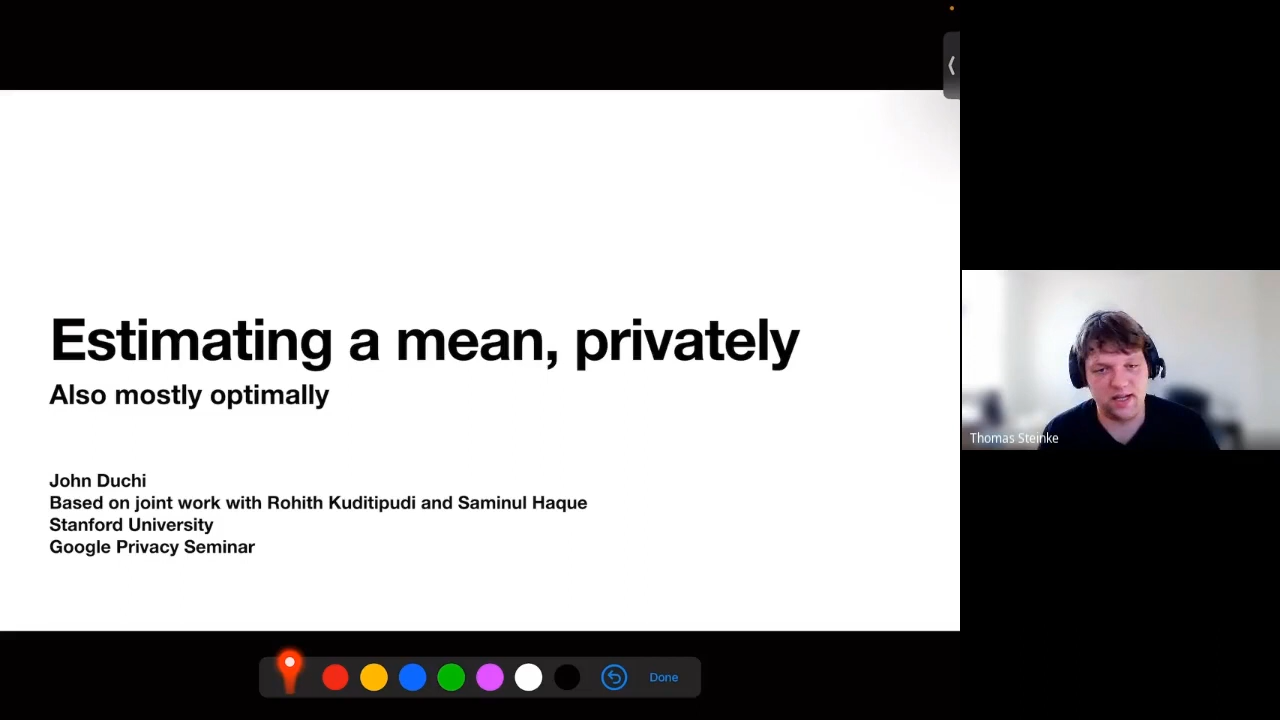 Estimating a mean, privately
Also mostly optimally
John Duchi
Based on joint work with Rohith Kuditipudi and Saminul Haque
Stanford University
Google Privacy Seminar
Thomas Steinke
Done